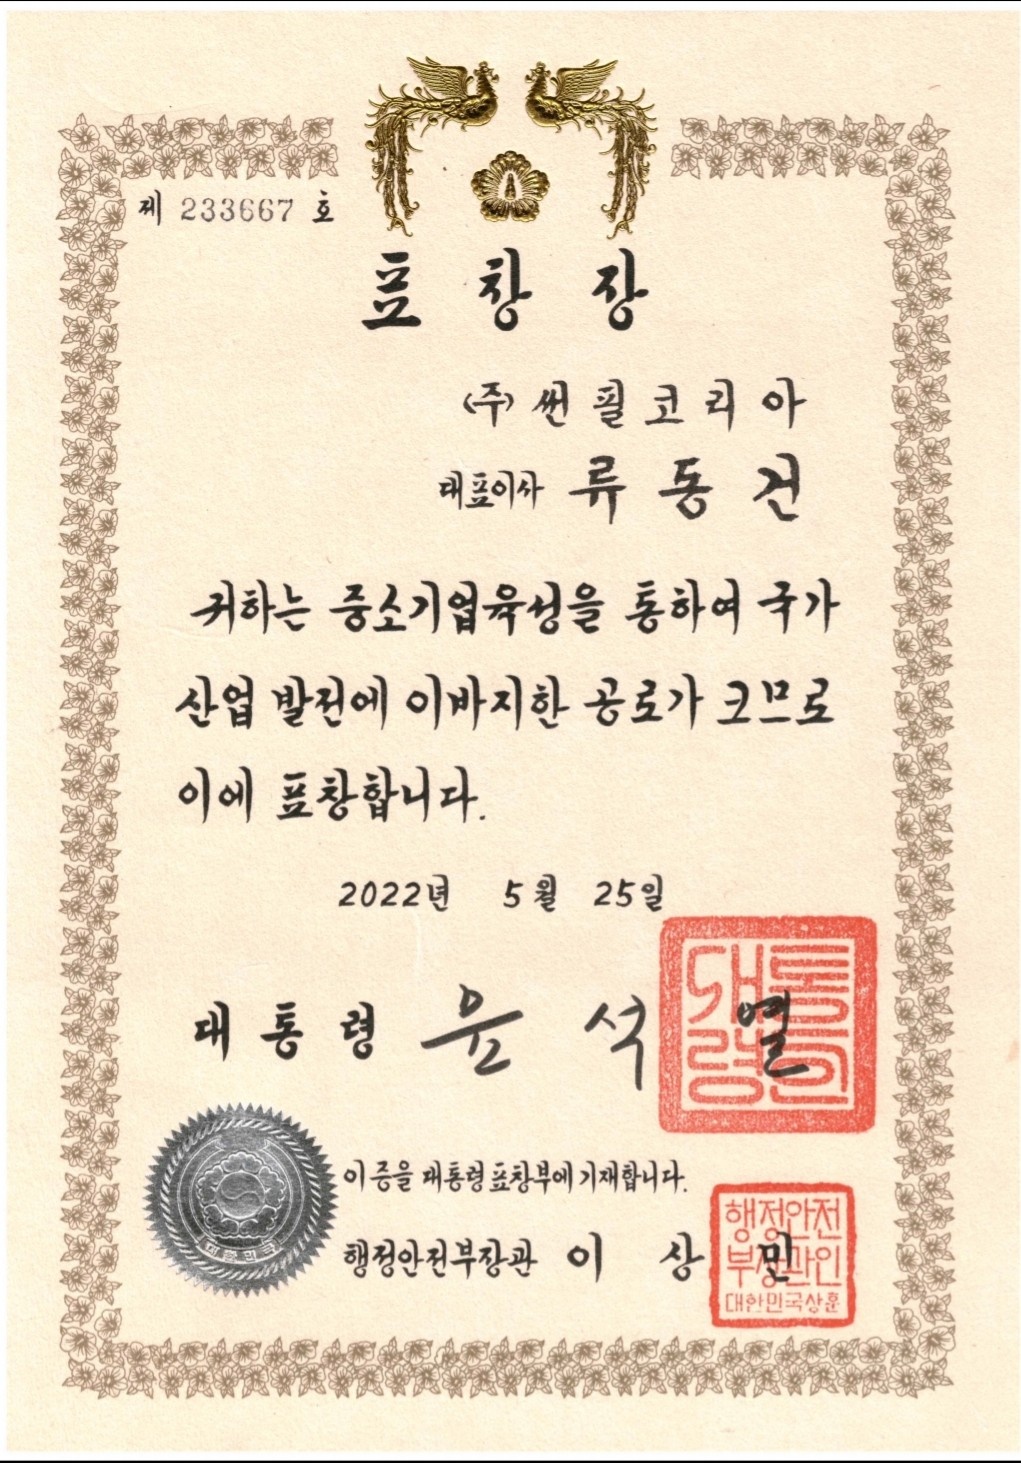 제 233667 호
표창장
(주) 썬필코리아
대표이사 류동건
귀하는 중소기업육성을 통하여 국가
산업 발전에 이바지한 공로가 크므로
이에 표창합니다.
2022년 5월 25일
대통령 윤석열
대통령의인
이 증을 대통령표창부에 기재합니다.
행정안전부장관 이상민
행정안전
부장관인
대한민국상훈
대한민국